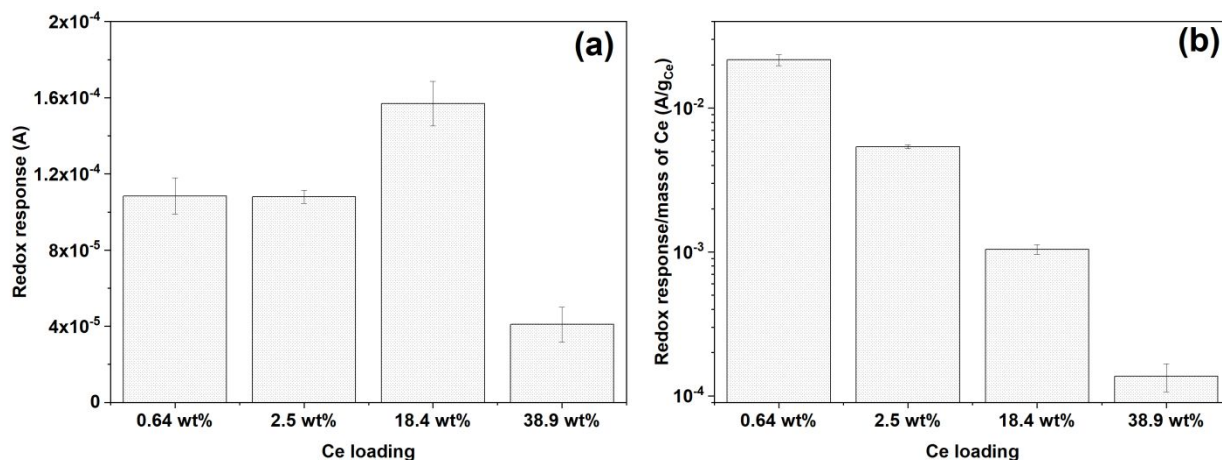 (a)
Redox response (A)
2x10⁻⁴
1.6x10⁻⁴
1.2x10⁻⁴
8x10⁻⁵
4x10⁻⁵
0
0.64 wt% 2.5 wt% 18.4 wt% 38.9 wt%
Ce loading
(b)
Redox response/mass of Ce (A/g_Ce)
10⁻²
10⁻³
10⁻⁴
0.64 wt% 2.5 wt% 18.4 wt% 38.9 wt%
Ce loading